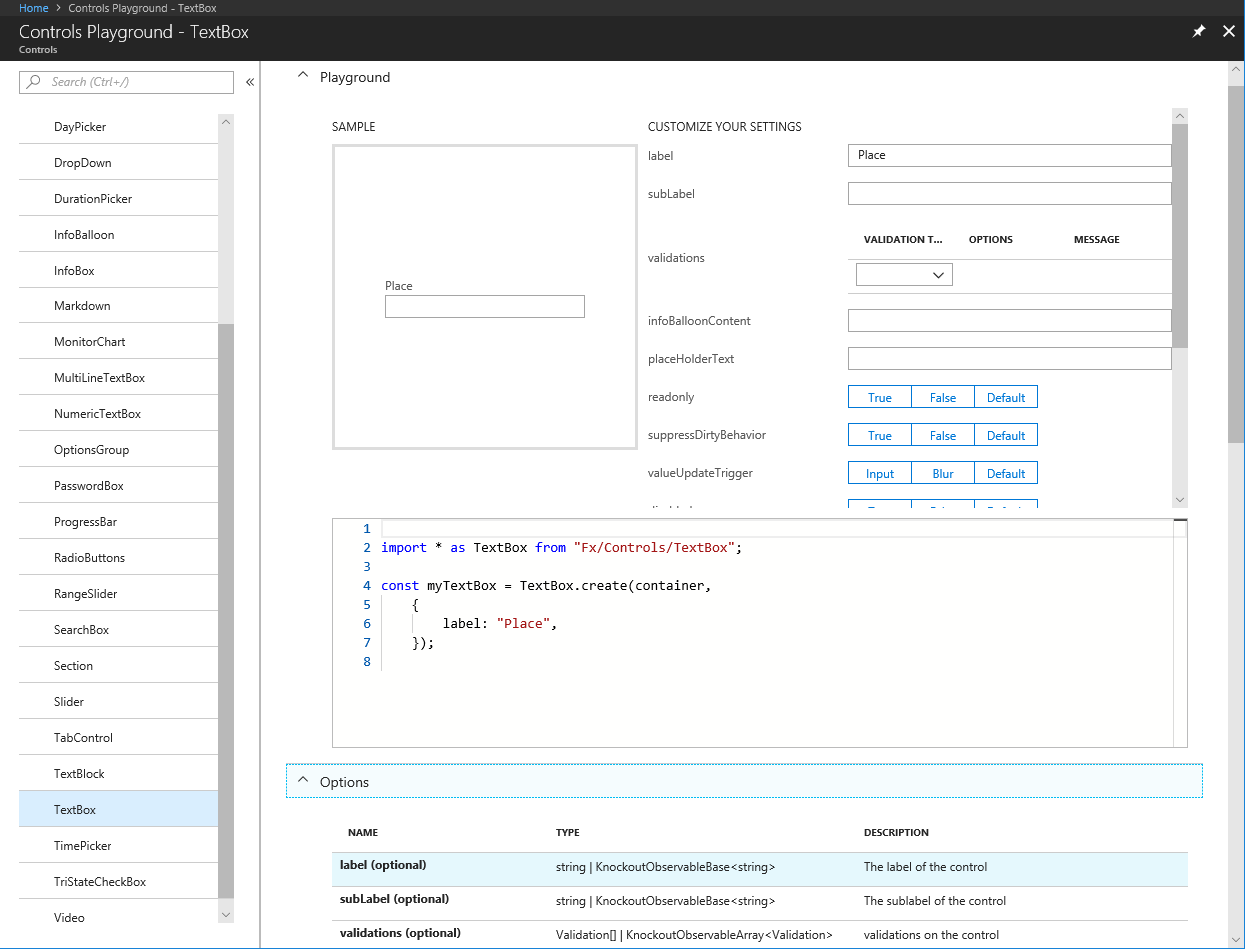 Home > Controls Playground - TextBox
Controls Playground - TextBox
Controls
Search (Ctrl+/)
«
DayPicker
DropDown
DurationPicker
InfoBalloon
InfoBox
Markdown
MonitorChart
MultiLineTextBox
NumericTextBox
OptionsGroup
PasswordBox
ProgressBar
RadioButtons
RangeSlider
SearchBox
Section
Slider
TabControl
TextBlock
TextBox
TimePicker
TriStateCheckBox
Video
Playground
SAMPLE
Place
CUSTOMIZE YOUR SETTINGS
label Place
subLabel
validations
VALIDATION T... OPTIONS MESSAGE
infoBalloonContent
placeHolderText
readonly True False Default
suppressDirtyBehavior True False Default
valueUpdateTrigger Input Blur Default
1
2 import * as TextBox from "Fx/Controls/TextBox";
3
4 const myTextBox = TextBox.create(container,
5 {
6 label: "Place",
7 });
8
Options
NAME TYPE DESCRIPTION
label (optional) string | KnockoutObservableBase<string> The label of the control
subLabel (optional) string | KnockoutObservableBase<string> The sublabel of the control
validations (optional) Validation[] | KnockoutObservableArray<Validation> validations on the control